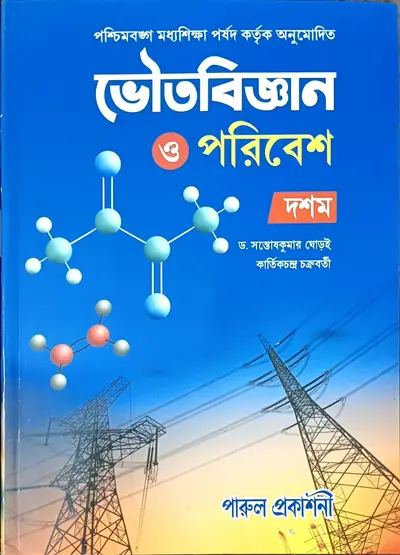 পশ্চিমবঙ্গ মধ্যশিক্ষা পর্ষদ কর্তৃক অনুমোদিত
ভৌতবিজ্ঞান
ও পরিবেশ
দশম
ড. সন্তোষকুমার ঘোড়ই
কার্তিকচন্দ্র চক্রবর্তী
পারুল প্রকাশনী